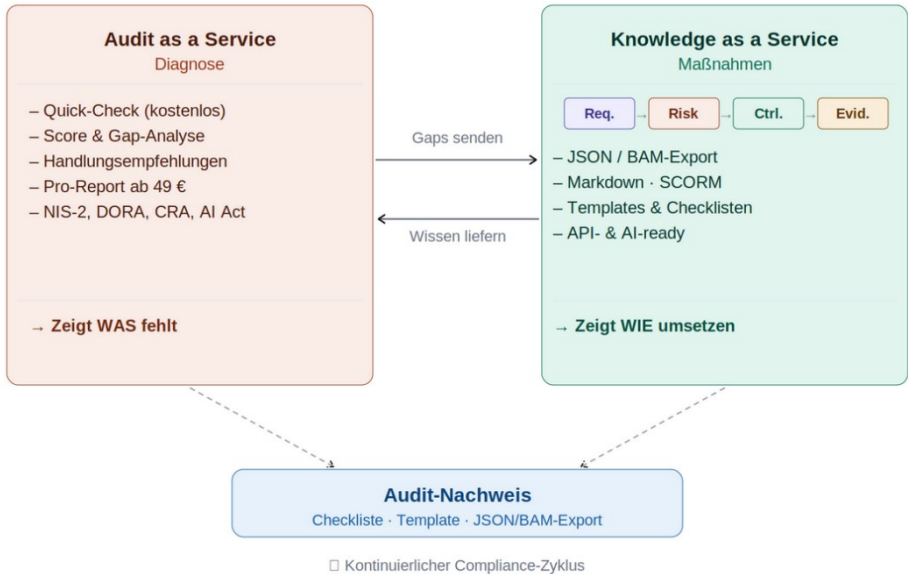 Audit as a Service
Diagnose
– Quick-Check (kostenlos)
– Score & Gap-Analyse
– Handlungsempfehlungen
– Pro-Report ab 49 €
– NIS-2, DORA, CRA, AI Act
→ Zeigt WAS fehlt
Gaps senden
Wissen liefern
Knowledge as a Service
Maßnahmen
Req. → Risk → Ctrl. → Evid.
– JSON / BAM-Export
– Markdown · SCORM
– Templates & Checklisten
– API- & AI-ready
→ Zeigt WIE umsetzen
Audit-Nachweis
Checkliste · Template · JSON/BAM-Export
▯ Kontinuierlicher Compliance-Zyklus